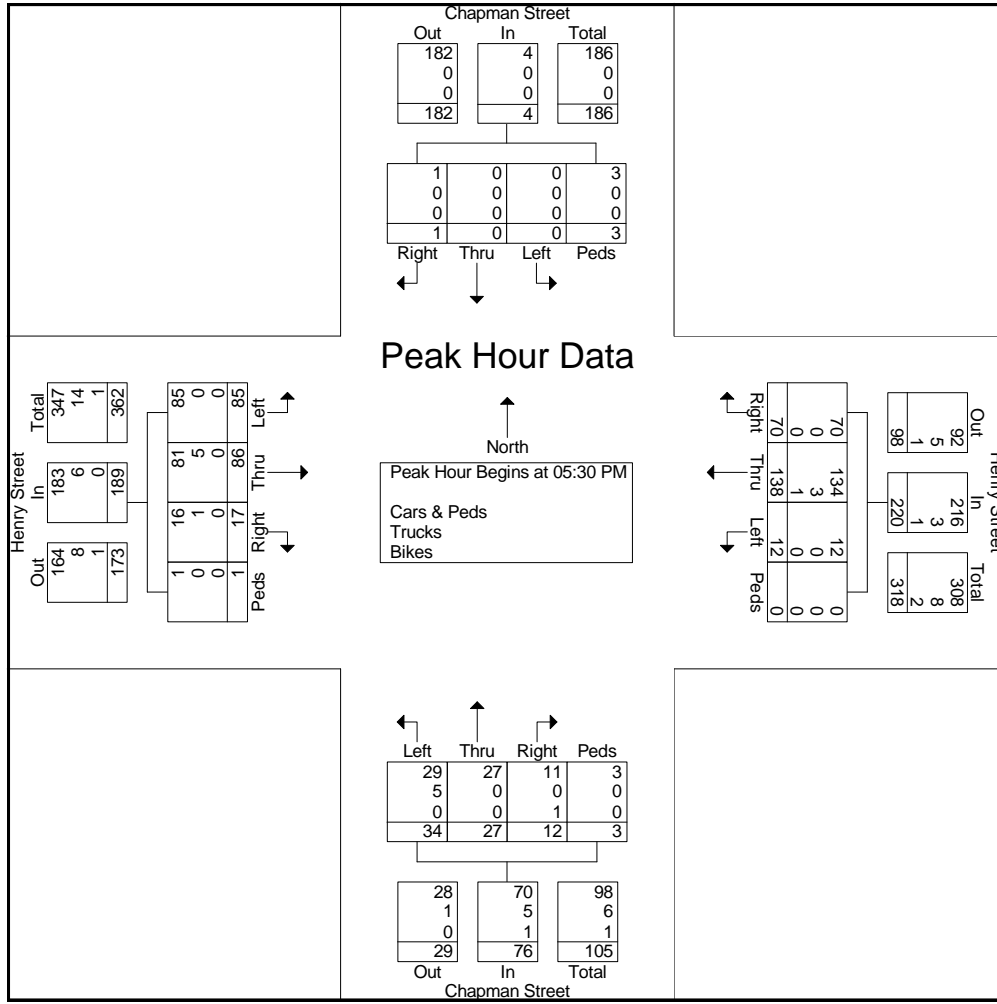 Chapman Street
Out In Total
182 4 186
0 0 0
0 0 0
182 4 186
1 0 0 3
0 0 0 0
0 0 0 0
1 0 0 3
Right Thru Left Peds
Peak Hour Data
North
Peak Hour Begins at 05:30 PM
Cars & Peds
Trucks
Bikes
Henry Street
Out In Total
164 183 347
8 6 14
1 0 1
173 189 362
Peds Right Thru Left
1 16 81 85
0 1 5 0
0 0 0 0
1 17 86 85
Henry Street
Out In Total
92 216 308
5 3 8
1 1 2
98 220 318
70 134 12 0
0 3 0 0
0 1 0 0
70 138 12 0
Right Thru Left Peds
Left Thru Right Peds
29 27 11 3
5 0 0 0
0 0 1 0
34 27 12 3
28 70 98
1 5 6
0 1 1
29 76 105
Out In Total
Chapman Street